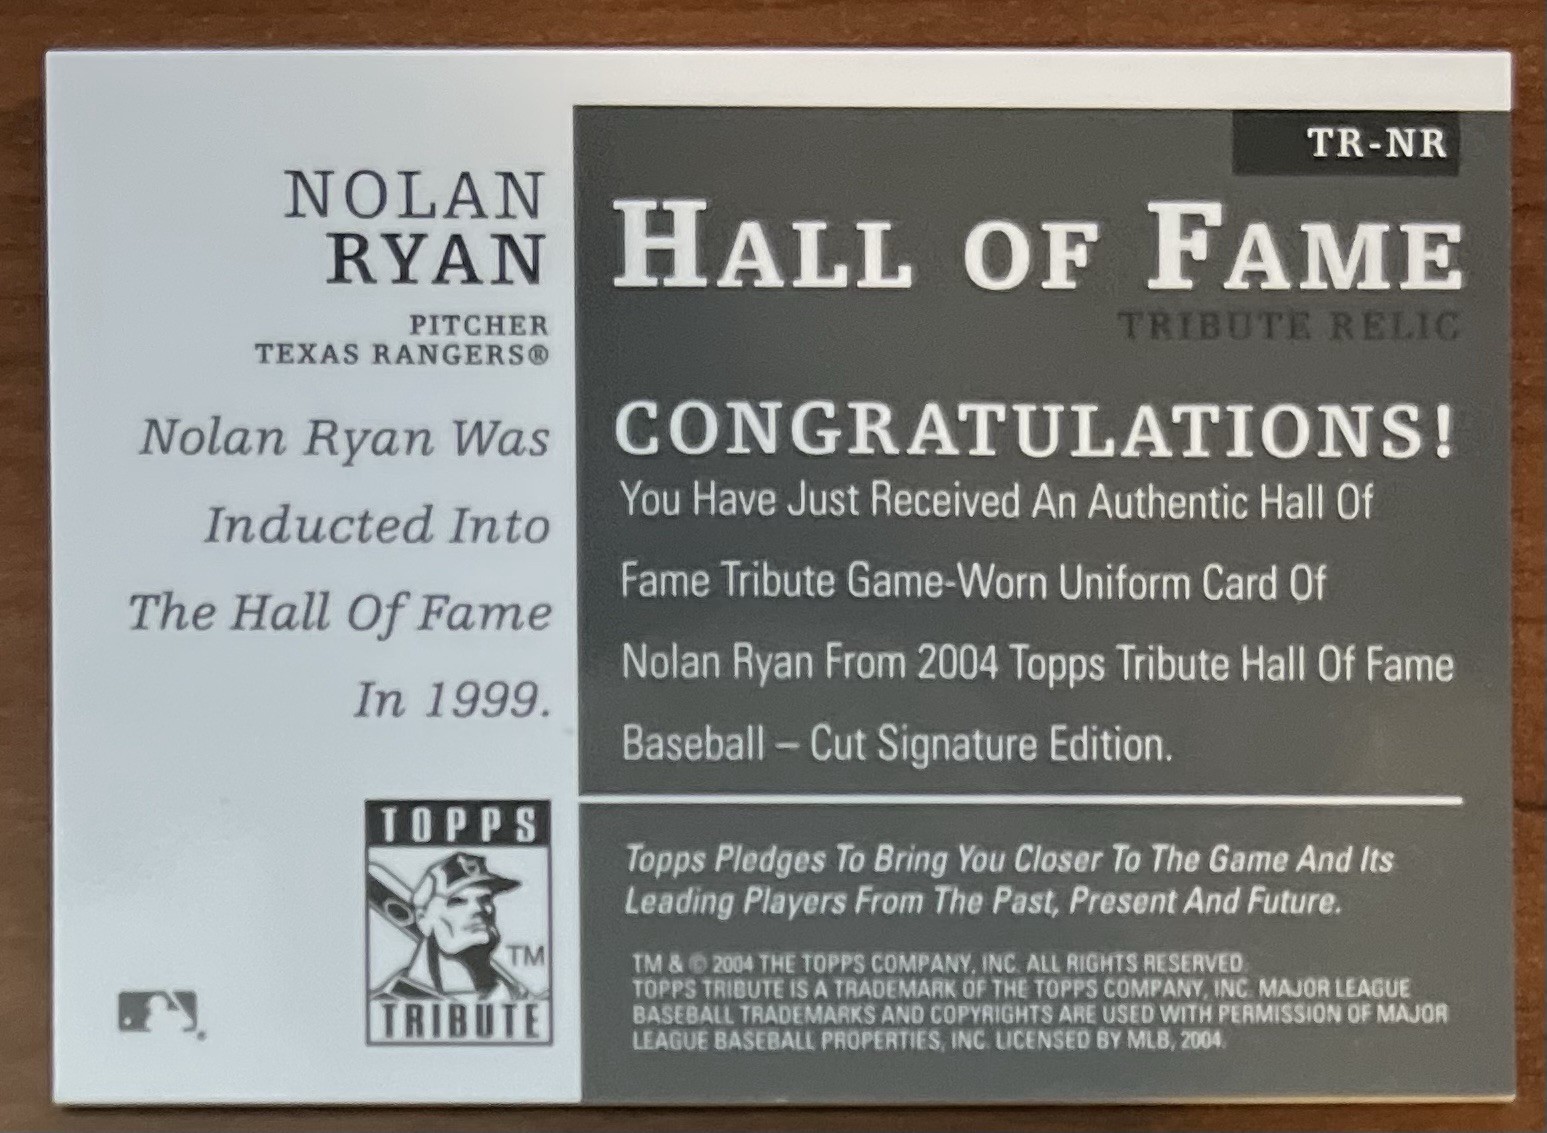 NOLAN
RYAN
PITCHER
TEXAS RANGERS®
Nolan Ryan Was
Inducted Into
The Hall Of Fame
In 1999.
TOPPS
TM
TRIBUTE
TR-NR
HALL OF FAME
TRIBUTE RELIC
CONGRATULATIONS!
You Have Just Received An Authentic Hall Of
Fame Tribute Game-Worn Uniform Card Of
Nolan Ryan From 2004 Topps Tribute Hall Of Fame
Baseball – Cut Signature Edition.
Topps Pledges To Bring You Closer To The Game And Its
Leading Players From The Past, Present And Future.
TM & © 2004 THE TOPPS COMPANY, INC. ALL RIGHTS RESERVED.
TOPPS TRIBUTE IS A TRADEMARK OF THE TOPPS COMPANY, INC. MAJOR LEAGUE
BASEBALL TRADEMARKS AND COPYRIGHTS ARE USED WITH PERMISSION OF MAJOR
LEAGUE BASEBALL PROPERTIES, INC. LICENSED BY MLB, 2004.